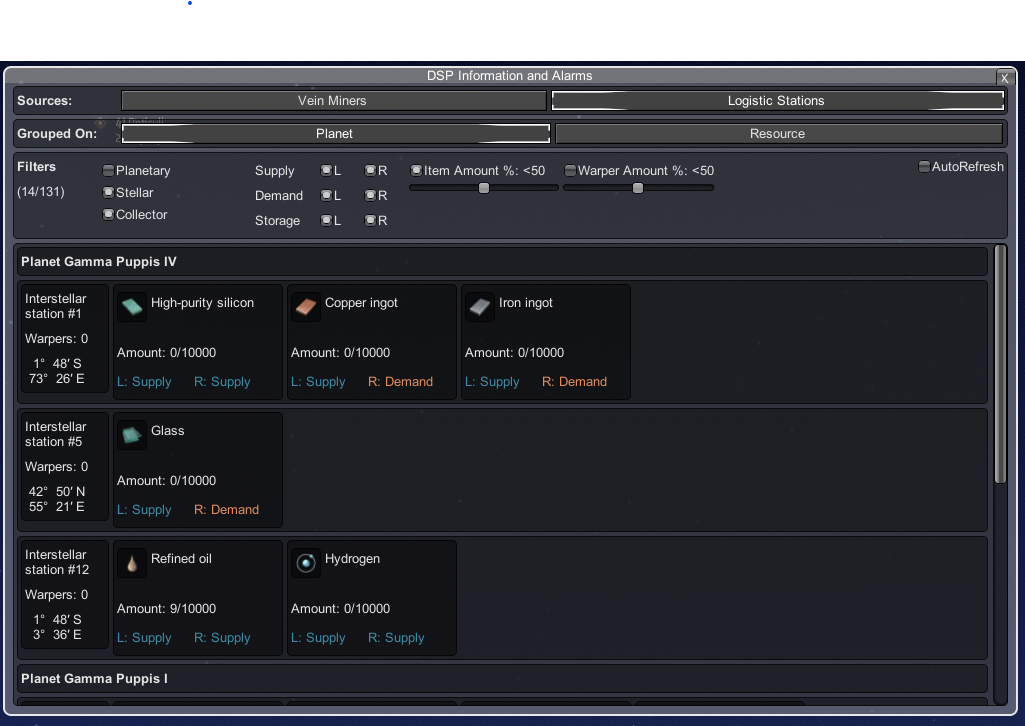 DSP Information and Alarms
X
Sources:
Vein Miners
Logistic Stations
Grouped On:
Planet
Resource
Filters
(14/131)
Planetary
Stellar
Collector
Supply L R
Demand L R
Storage L R
Item Amount %: <50
Warper Amount %: <50
AutoRefresh
Planet Gamma Puppis IV
Interstellar
station #1
Warpers: 0
1° 48′ S
73° 26′ E
High-purity silicon
Amount: 0/10000
L: Supply R: Supply
Copper ingot
Amount: 0/10000
L: Supply R: Demand
Iron ingot
Amount: 0/10000
L: Supply R: Demand
Interstellar
station #5
Warpers: 0
42° 50′ N
55° 21′ E
Glass
Amount: 0/10000
L: Supply R: Demand
Interstellar
station #12
Warpers: 0
1° 48′ S
3° 36′ E
Refined oil
Amount: 9/10000
L: Supply R: Supply
Hydrogen
Amount: 0/10000
L: Supply R: Supply
Planet Gamma Puppis I